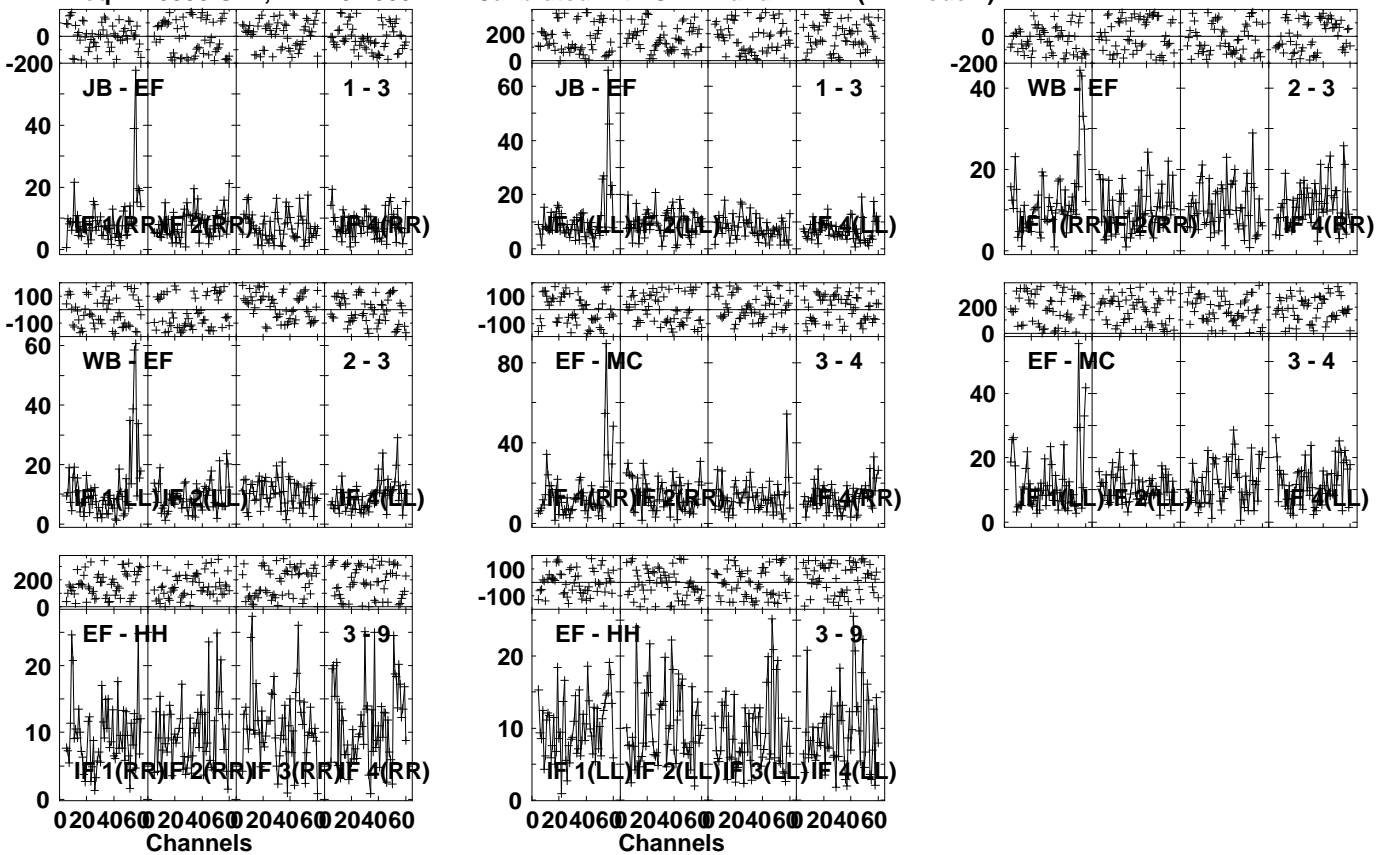 0
-200
JB - EF 1 - 3
40
20
0
IF 1(RR) IF 2(RR) IF 4(RR)
200
0
JB - EF 1 - 3
60
40
20
0
IF 1(LL) IF 2(LL) IF 4(LL)
0
-200
WB - EF 2 - 3
40
20
0
IF 1(RR) IF 2(RR) IF 4(RR)
100
-100
WB - EF 2 - 3
60
40
20
0
IF 1(LL) IF 2(LL) IF 4(LL)
100
-100
EF - MC 3 - 4
80
40
0
IF 1(RR) IF 2(RR) IF 4(RR)
200
0
EF - MC 3 - 4
40
20
0
IF 1(LL) IF 2(LL) IF 4(LL)
200
0
EF - HH 3 - 9
20
10
0
IF 1(RR) IF 2(RR) IF 3(RR) IF 4(RR)
0 20 40 60 0 20 40 60 0 20 40 60 0 20 40 60
Channels
100
-100
EF - HH 3 - 9
20
10
0
IF 1(LL) IF 2(LL) IF 3(LL) IF 4(LL)
0 20 40 60 0 20 40 60 0 20 40 60 0 20 40 60
Channels